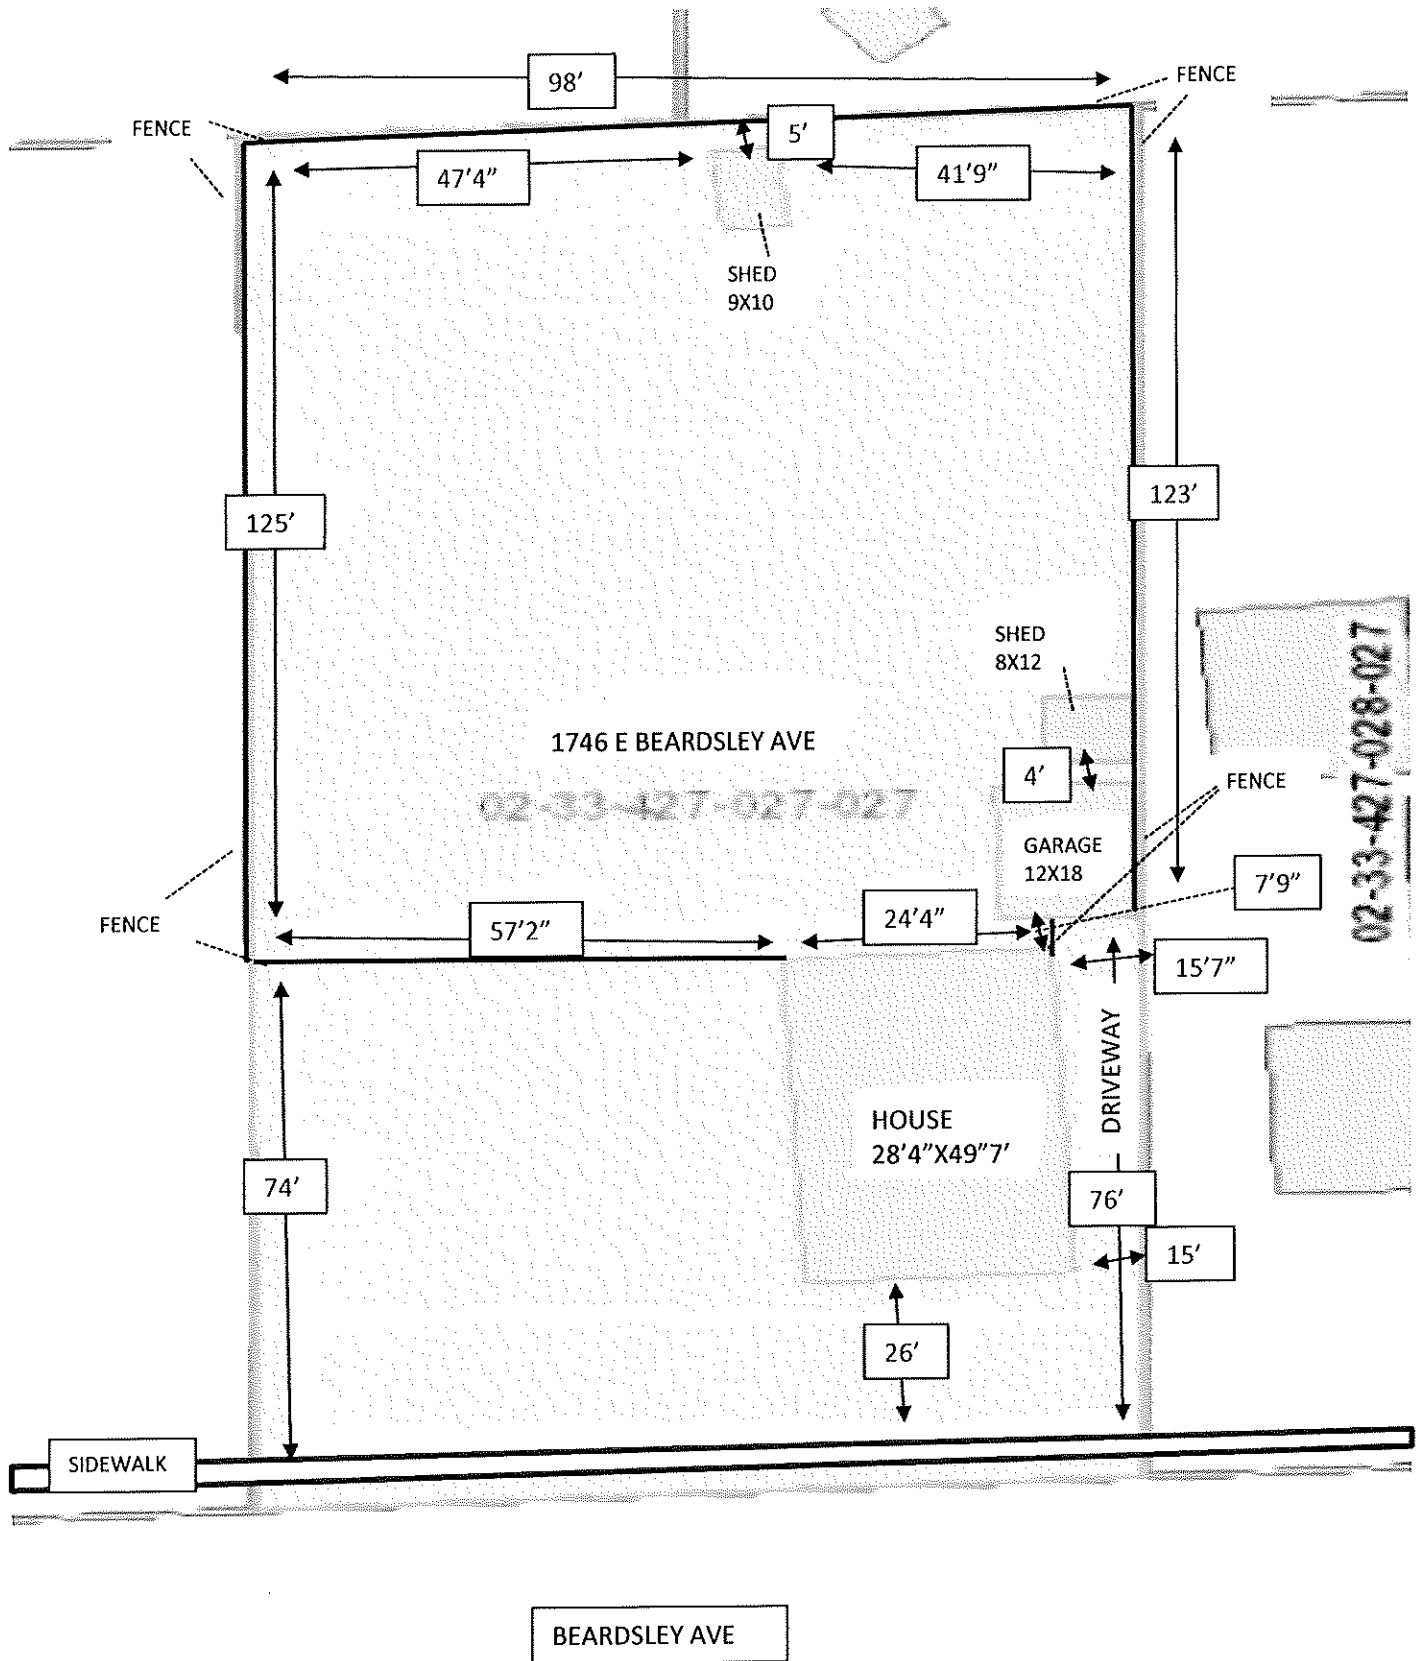 98’
FENCE
FENCE
5’
47’4”
41’9”
SHED
9X10
125’
123’
SHED
8X12
1746 E BEARDSLEY AVE
4’
02-33-427-027-027
02-33-427-028-027
FENCE
GARAGE
12X18
7’9”
24’4”
57’2”
FENCE
15’7”
DRIVEWAY
HOUSE
28’4”X49”7’
74’
76’
15’
26’
SIDEWALK
BEARDSLEY AVE